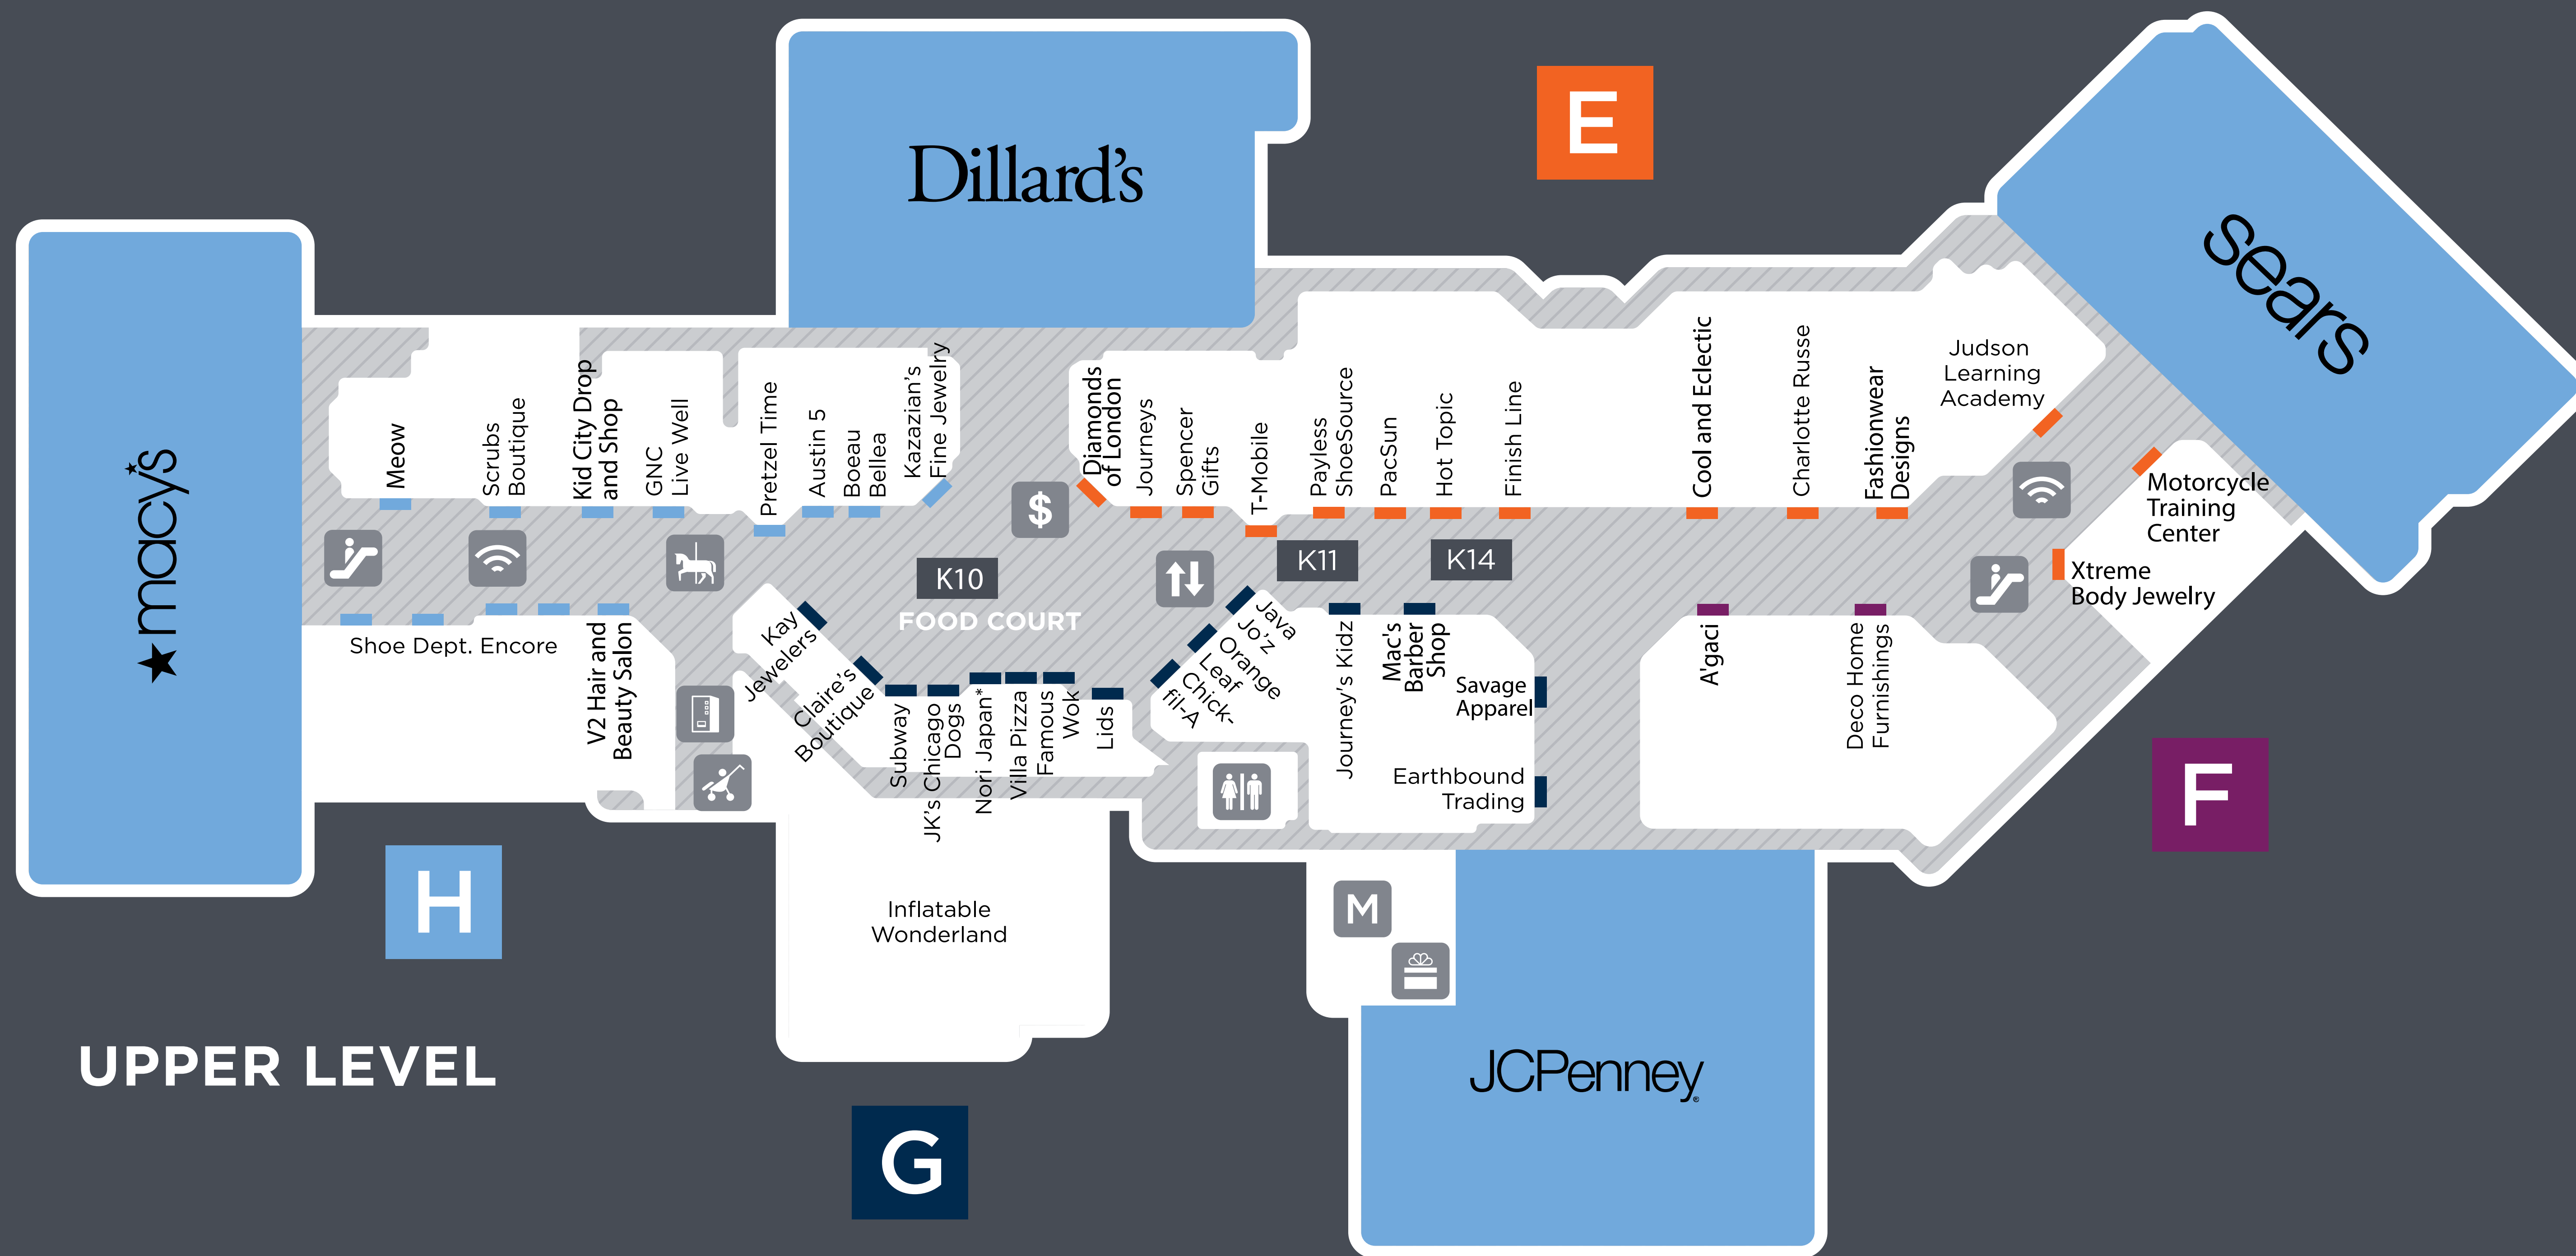 Dillard's
E
sears
macy's
Meow
Scrubs
Boutique
Kid City Drop
and Shop
GNC
Live Well
Pretzel Time
Austin 5
Boeau
Bellea
Kazazian's
Fine Jewelry
Diamonds
of London
Journeys
Spencer
Gifts
T-Mobile
Payless
ShoeSource
PacSun
Hot Topic
Finish Line
Cool and Eclectic
Charlotte Russe
Fashionwear
Designs
Judson
Learning
Academy
Motorcycle
Training
Center
Xtreme
Body Jewelry
$
K10
K11
K14
FOOD COURT
Shoe Dept. Encore
V2 Hair and
Beauty Salon
Kay
Jewelers
Claire's
Boutique
Subway
JK's Chicago
Dogs
Nori Japan*
Villa Pizza
Famous
Wok
Lids
Java
Jo'z
Orange
Leaf
Chick-
fil-A
Journey's Kidz
Mac's
Barber
Shop
Savage
Apparel
Earthbound
Trading
A'gaci
Deco Home
Furnishings
F
H
Inflatable
Wonderland
M
UPPER LEVEL
JCPenney®
G